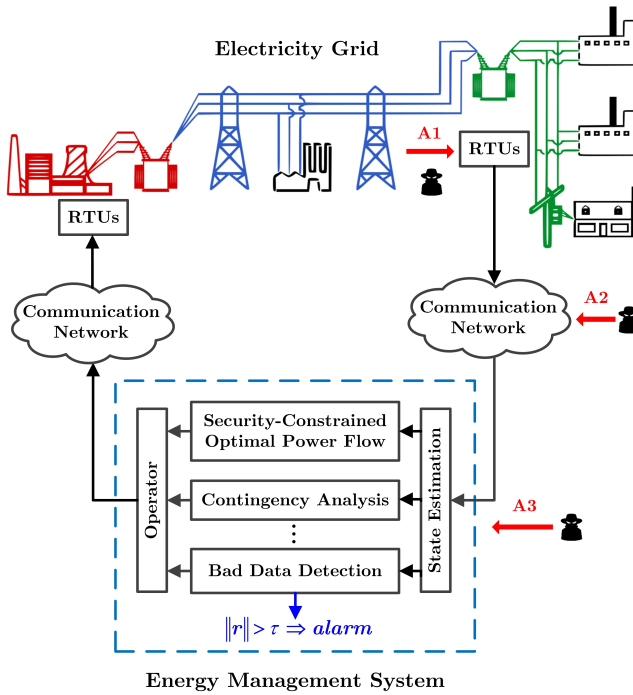 Electricity Grid
A1
RTUs
RTUs
A2
Communication
Network
Communication
Network
Security-Constrained
Optimal Power Flow
Operator
State Estimation
Contingency Analysis
A3
Bad Data Detection
‖r‖ > τ ⇒ alarm
Energy Management System